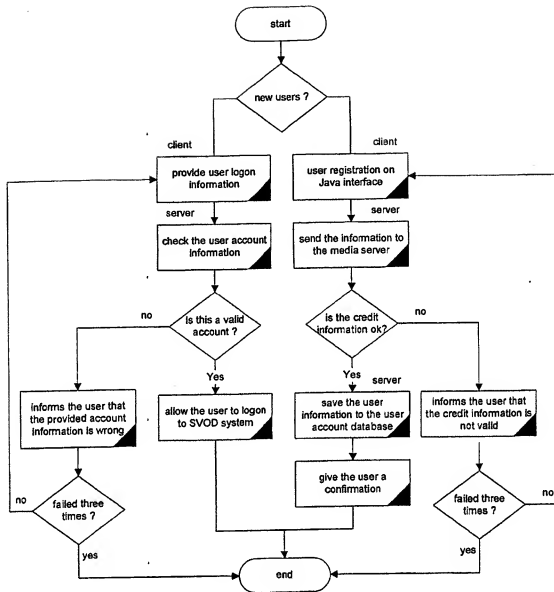 start
new users ?
client
client
provide user logon
information
user registration on
Java interface
server
server
check the user account
information
send the information to
the media server
no
is this a valid
account ?
is the credit
information ok?
no
Yes
Yes
server
informs the user that
the provided account
information is wrong
allow the user to logon
to SVOD system
save the user
information to the user
account database
informs the user that
the credit information is
not valid
give the user a
confirmation
no
failed three
times ?
failed three
times ?
no
yes
yes
end